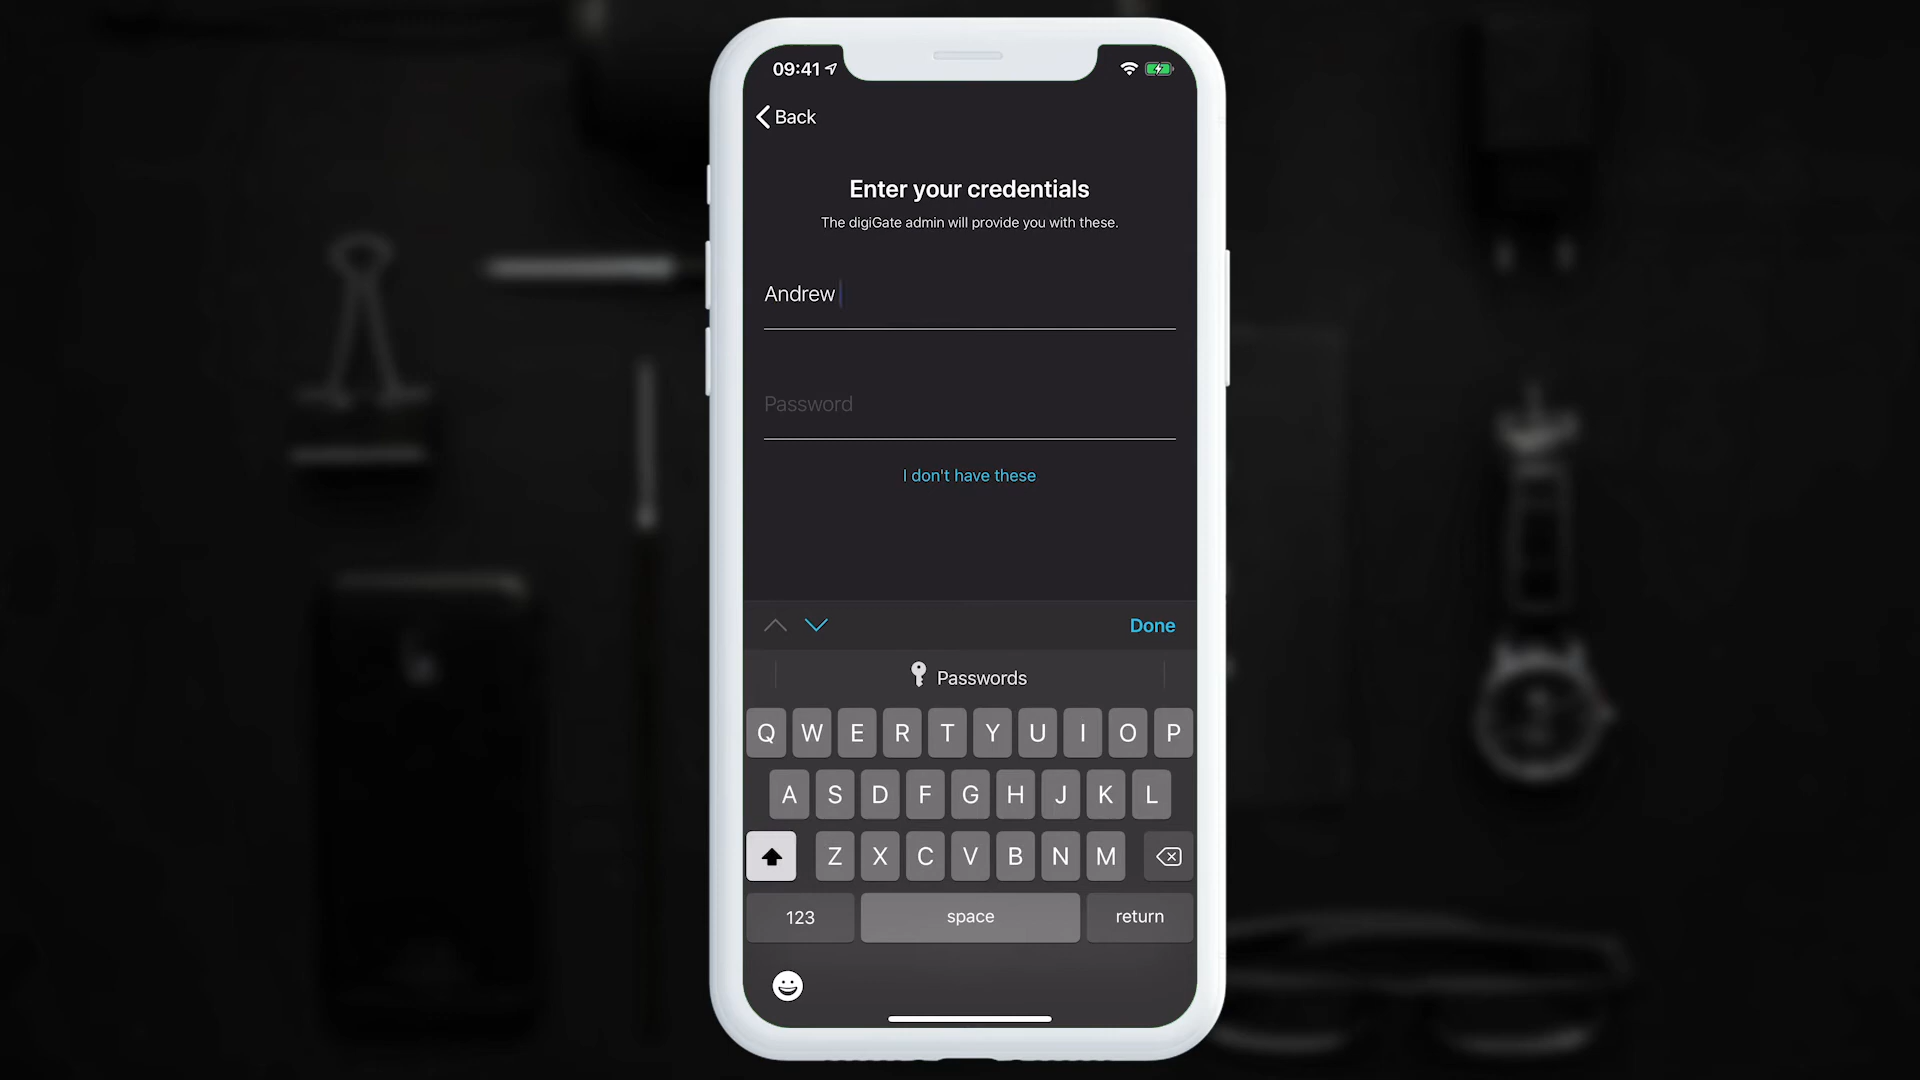 09:41
Back
Enter your credentials
The digiGate admin will provide you with these.
Andrew
Password
I don't have these
Done
Passwords
Q W E R T Y U I O P
A S D F G H J K L
Z X C V B N M
123 space return